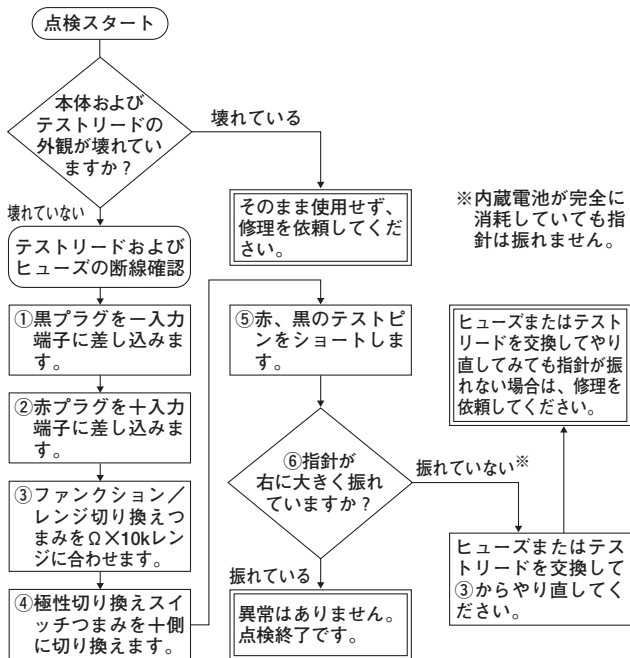 点検スタート
本体および
テストリードの
外観が壊れてい
ますか？
壊れている
そのまま使用せず、
修理を依頼してくだ
さい。
※内蔵電池が完全に
消耗していても指
針は振れません。
壊れていない
テストリードおよび
ヒューズの断線確認
①黒プラグを－入力
端子に差し込みま
す。
②赤プラグを＋入力
端子に差し込みま
す。
③ファンクション／
レンジ切り換えつ
まみをΩ×10kレン
ジに合わせます。
④極性切り換えスイ
ッチつまみを＋側
に切り換えます。
⑤赤、黒のテストピ
ンをショートしま
す。
⑥指針が
右に大きく振れ
ていますか？
振れていない※
振れている
異常はありません。
点検終了です。
ヒューズまたはテス
トリードを交換して
③からやり直してく
ださい。
ヒューズまたはテスト
リードを交換してやり
直してみても指針が振
れない場合は、修理を
依頼してください。